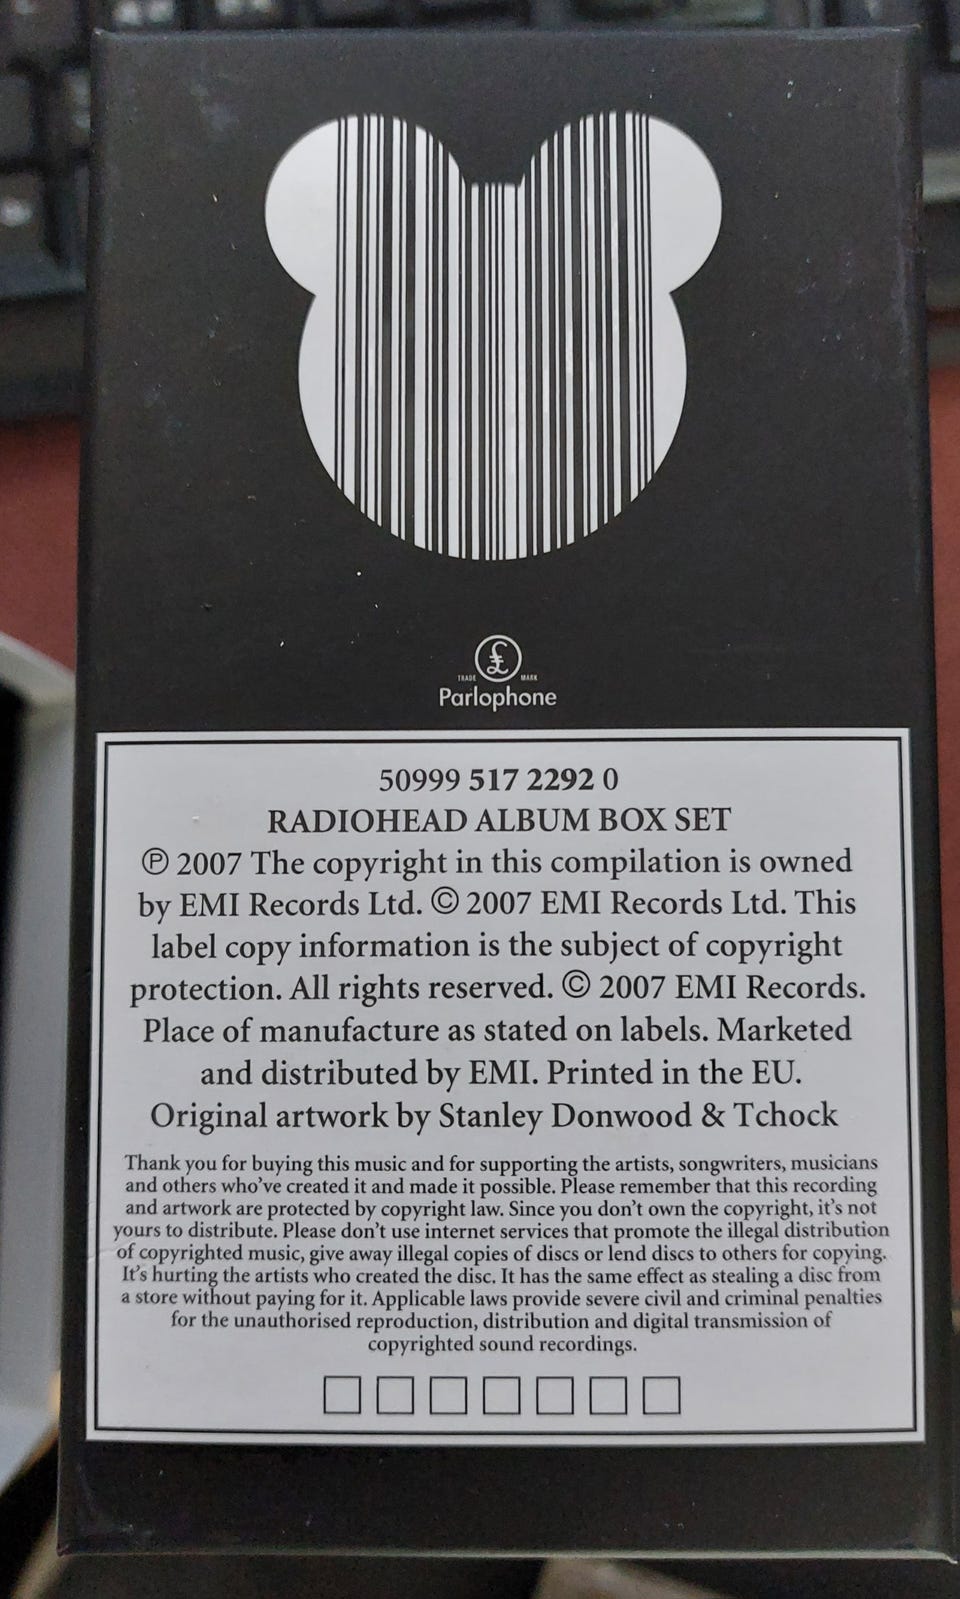 £
TRADE MARK
Parlophone
50999 517 2292 0
RADIOHEAD ALBUM BOX SET
℗ 2007 The copyright in this compilation is owned
by EMI Records Ltd. © 2007 EMI Records Ltd. This
label copy information is the subject of copyright
protection. All rights reserved. © 2007 EMI Records.
Place of manufacture as stated on labels. Marketed
and distributed by EMI. Printed in the EU.
Original artwork by Stanley Donwood & Tchock
Thank you for buying this music and for supporting the artists, songwriters, musicians
and others who've created it and made it possible. Please remember that this recording
and artwork are protected by copyright law. Since you don't own the copyright, it's not
yours to distribute. Please don't use internet services that promote the illegal distribution
of copyrighted music, give away illegal copies of discs or lend discs to others for copying.
It's hurting the artists who created the disc. It has the same effect as stealing a disc from
a store without paying for it. Applicable laws provide severe civil and criminal penalties
for the unauthorised reproduction, distribution and digital transmission of
copyrighted sound recordings.